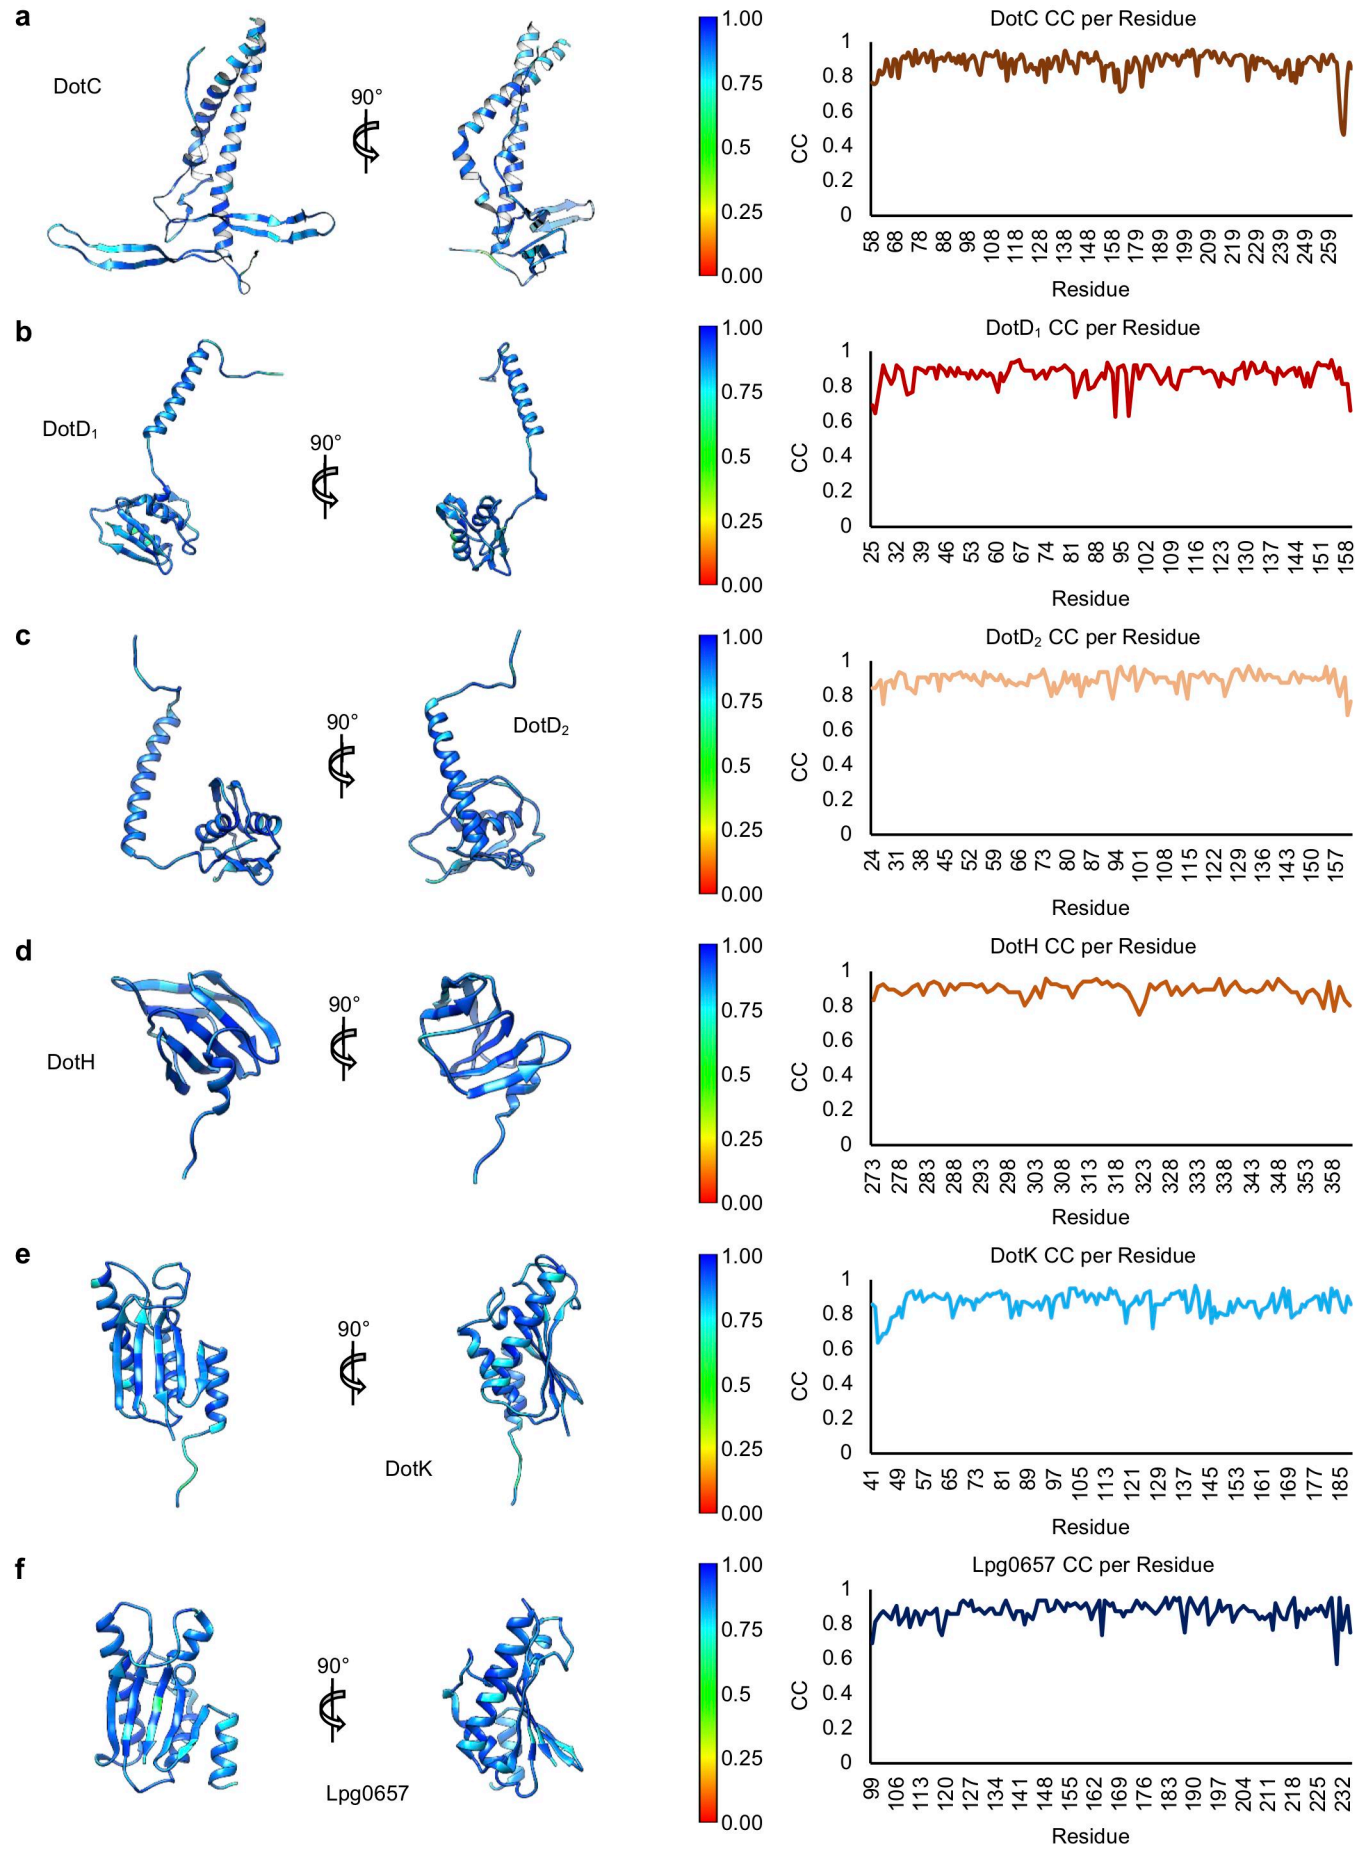 a
DotC
90°
1.00
0.75
0.5
0.25
0.00
DotC CC per Residue
CC
1
0.8
0.6
0.4
0.2
0
58 68 78 88 98 108 118 128 138 148 158 179 189 199 209 219 229 239 249 259
Residue
b
DotD₁
90°
1.00
0.75
0.5
0.25
0.00
DotD₁ CC per Residue
CC
1
0.8
0.6
0.4
0.2
0
25 32 39 46 53 60 67 74 81 88 95 102 109 116 123 130 137 144 151 158
Residue
c
DotD₂
90°
1.00
0.75
0.5
0.25
0.00
DotD₂ CC per Residue
CC
1
0.8
0.6
0.4
0.2
0
24 31 38 45 52 59 66 73 80 87 94 101 108 115 122 129 136 143 150 157
Residue
d
DotH
90°
1.00
0.75
0.5
0.25
0.00
DotH CC per Residue
CC
1
0.8
0.6
0.4
0.2
0
273 278 283 288 293 298 303 308 313 318 323 328 333 338 343 348 353 358
Residue
e
DotK
90°
1.00
0.75
0.5
0.25
0.00
DotK CC per Residue
CC
1
0.8
0.6
0.4
0.2
0
41 49 57 65 73 81 89 97 105 113 121 129 137 145 153 161 169 177 185
Residue
f
Lpg0657
90°
1.00
0.75
0.5
0.25
0.00
Lpg0657 CC per Residue
CC
1
0.8
0.6
0.4
0.2
0
99 106 113 120 127 134 141 148 155 162 169 176 183 190 197 204 211 218 225 232
Residue